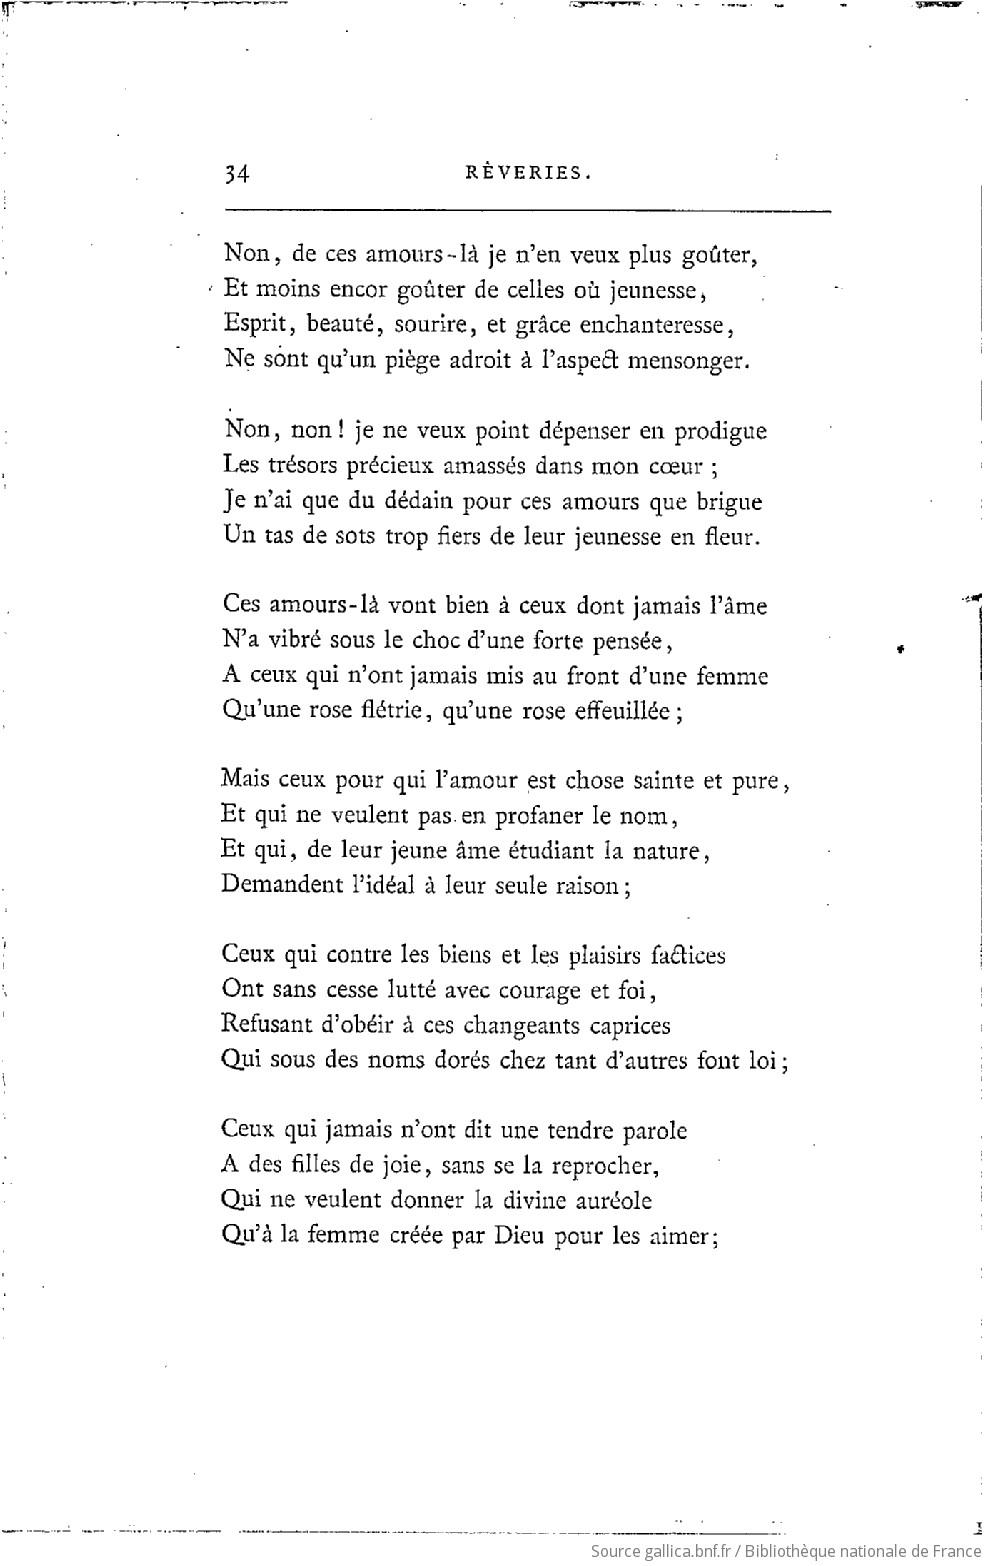 34 RÊVERIES.
Non, de ces amours-là je n'en veux plus goûter,
Et moins encor goûter de celles où jeunesse,
Esprit, beauté, sourire, et grâce enchanteresse,
Ne sont qu'un piège adroit à l'aspect mensonger.
Non, non! je ne veux point dépenser en prodigue
Les trésors précieux amassés dans mon cœur ;
Je n'ai que du dédain pour ces amours que brigue
Un tas de sots trop fiers de leur jeunesse en fleur.
Ces amours-là vont bien à ceux dont jamais l'âme
N'a vibré sous le choc d'une forte pensée,
A ceux qui n'ont jamais mis au front d'une femme
Qu'une rose flétrie, qu'une rose effeuillée ;
Mais ceux pour qui l'amour est chose sainte et pure,
Et qui ne veulent pas en profaner le nom,
Et qui, de leur jeune âme étudiant la nature,
Demandent l'idéal à leur seule raison ;
Ceux qui contre les biens et les plaisirs factices
Ont sans cesse lutté avec courage et foi,
Refusant d'obéir à ces changeants caprices
Qui sous des noms dorés chez tant d'autres font loi ;
Ceux qui jamais n'ont dit une tendre parole
A des filles de joie, sans se la reprocher,
Qui ne veulent donner la divine auréole
Qu'à la femme créée par Dieu pour les aimer ;
Source gallica.bnf.fr / Bibliothèque nationale de France